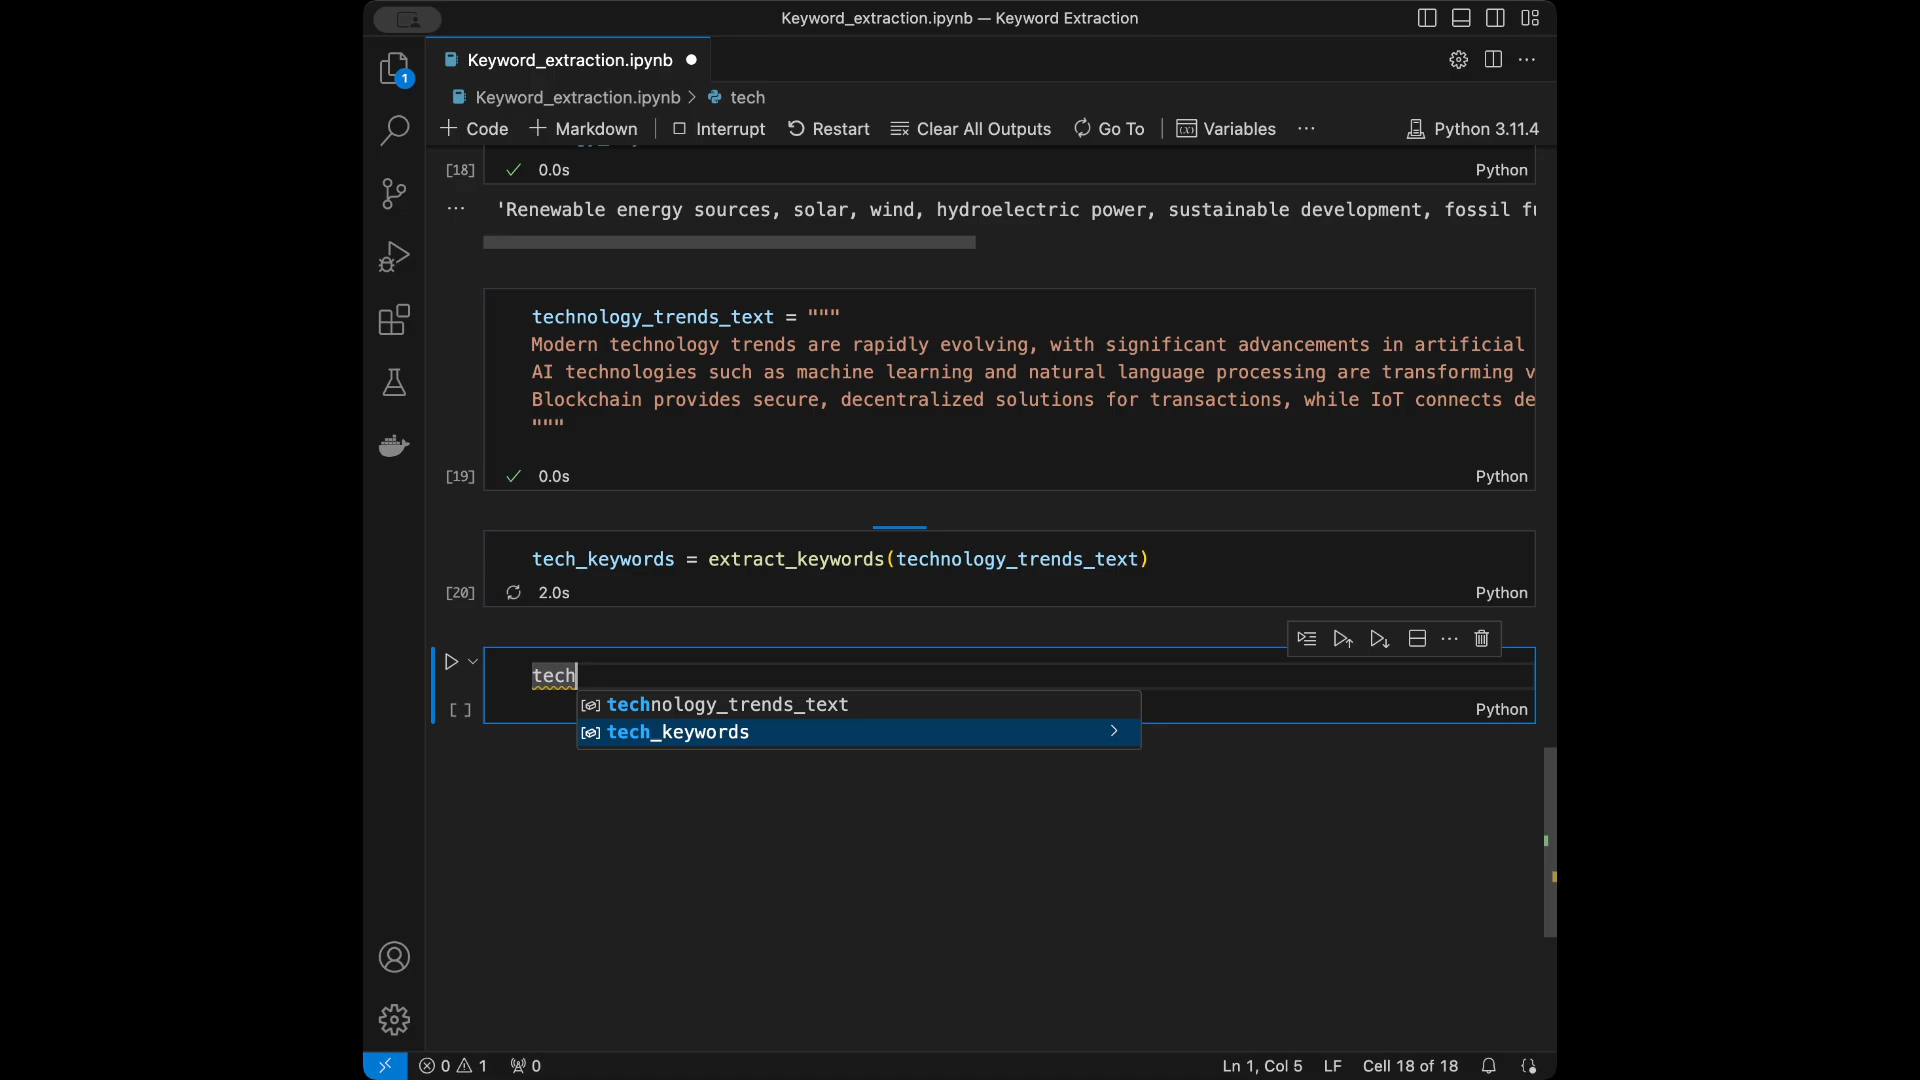 Keyword_extraction.ipynb — Keyword Extraction
Keyword_extraction.ipynb
1
Keyword_extraction.ipynb > tech
Code Markdown Interrupt Restart Clear All Outputs Go To Variables ... Python 3.11.4
[18] 0.0s Python
... 'Renewable energy sources, solar, wind, hydroelectric power, sustainable development, fossil
technology_trends_text = """
Modern technology trends are rapidly evolving, with significant advancements in artificial
AI technologies such as machine learning and natural language processing are transforming
Blockchain provides secure, decentralized solutions for transactions, while IoT connects
"""
[19] 0.0s Python
tech_keywords = extract_keywords(technology_trends_text)
[20] 2.0s Python
tech
technology_trends_text
[ ] Python
tech_keywords
0 1 0 Ln 1, Col 5 LF Cell 18 of 18